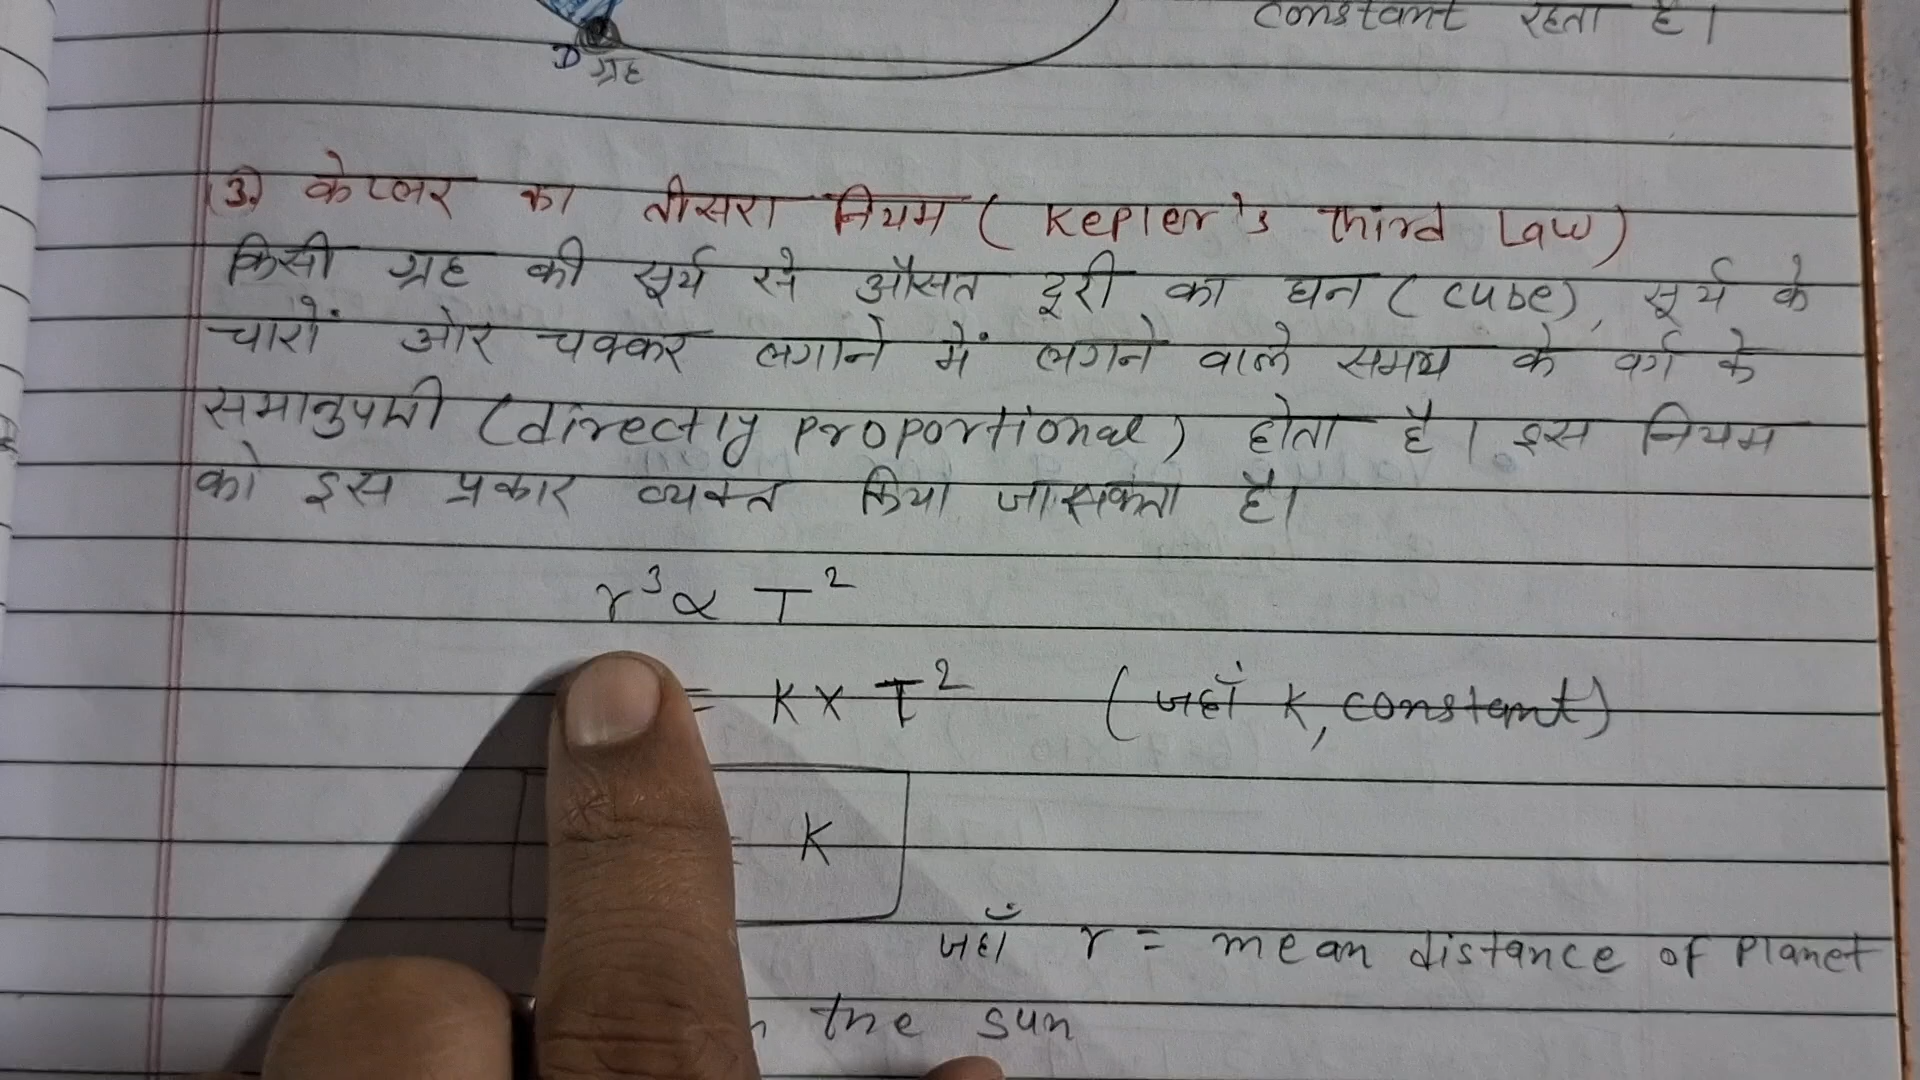 constant रहता है।
D ग्रह
(3) केप्लर का तीसरा नियम ( Kepler's Third Law)
किसी ग्रह की सूर्य से औसत दूरी का घन ( cube), सूर्य के
चारों ओर चक्कर लगाने में लगने वाले समय के वर्ग के
समानुपाती (directly proportional) होता है। इस नियम
को इस प्रकार व्यक्त किया जा सकता है।
r³ ∝ T²
= K × T² (जहाँ K, constant)
= K
जहाँ r = mean distance of Planet
the sun